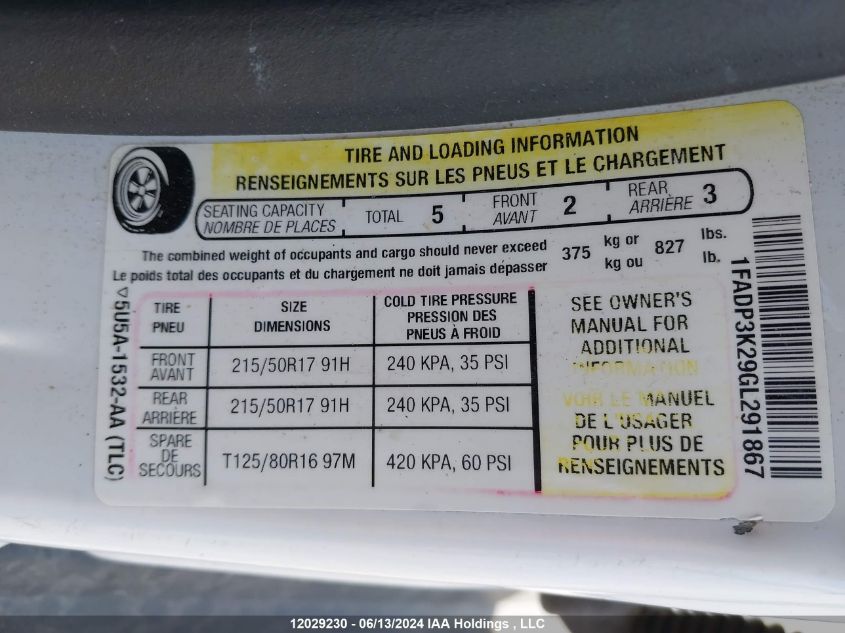 TIRE AND LOADING INFORMATION
RENSEIGNEMENTS SUR LES PNEUS ET LE CHARGEMENT
SEATING CAPACITY
NOMBRE DE PLACES
TOTAL 5
FRONT
AVANT 2
REAR
ARRIÈRE 3
The combined weight of occupants and cargo should never exceed 375 kg or 827 lbs.
Le poids total des occupants et du chargement ne doit jamais dépasser kg ou lb.
TIRE
PNEU
SIZE
DIMENSIONS
COLD TIRE PRESSURE
PRESSION DES
PNEUS À FROID
FRONT
AVANT
215/50R17 91H
240 KPA, 35 PSI
REAR
ARRIÈRE
215/50R17 91H
240 KPA, 35 PSI
SPARE
DE
SECOURS
T125/80R16 97M
420 KPA, 60 PSI
SEE OWNER'S
MANUAL FOR
ADDITIONAL
INFORMATION
VOIR LE MANUEL
DE L'USAGER
POUR PLUS DE
RENSEIGNEMENTS
5U5A-1532-AA (TLC)
1FADP3K29GL291867
12029230 - 06/13/2024 IAA Holdings , LLC